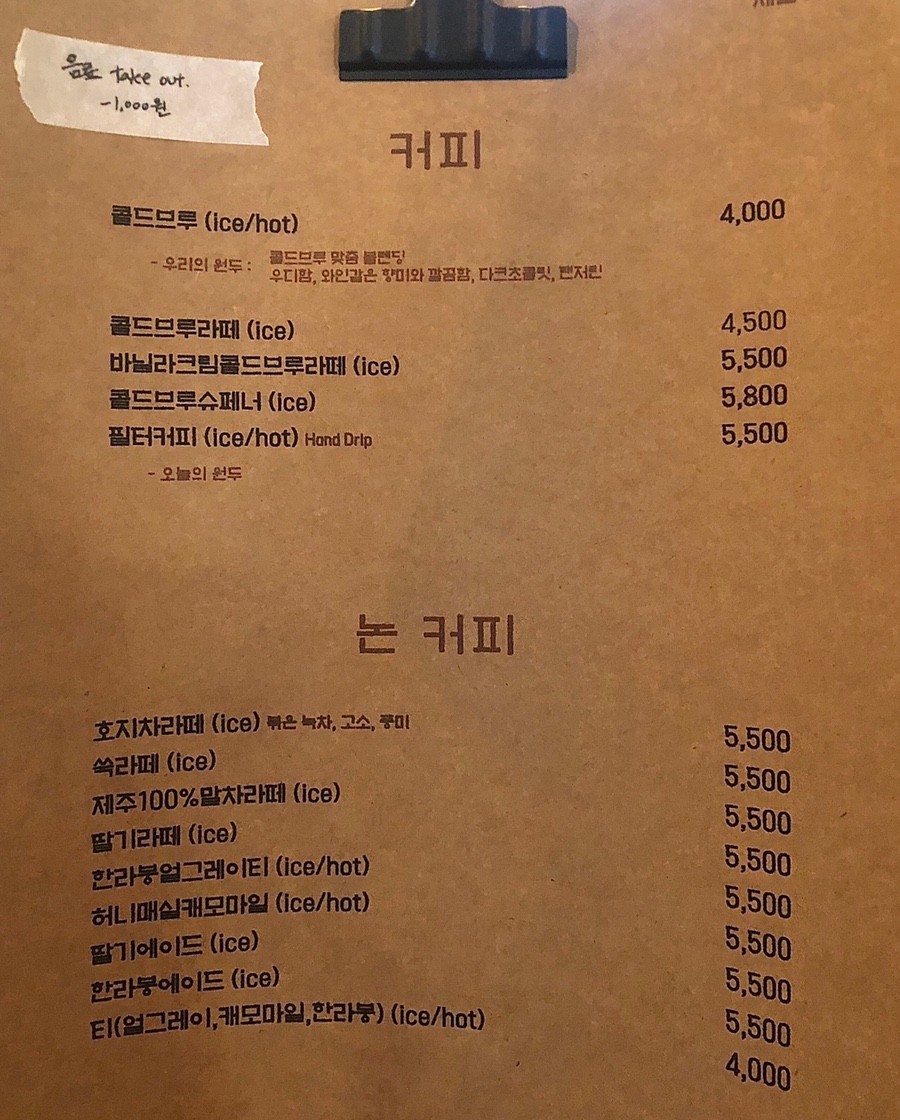 음료 take out.
-1,000원
커피
콜드브루 (ice/hot) 4,000
- 우리의 원두 : 콜드브루 맞춤 블렌딩
우디함, 와인같은 향미와 깔끔함, 다크초콜릿, 탠저린
콜드브루라떼 (ice) 4,500
바닐라크림콜드브루라떼 (ice) 5,500
콜드브루슈페너 (ice) 5,800
필터커피 (ice/hot) Hand Drip 5,500
- 오늘의 원두
논 커피
호지차라떼 (ice) 볶은 녹차, 고소, 풍미 5,500
쑥라떼 (ice) 5,500
제주100%말차라떼 (ice) 5,500
딸기라떼 (ice) 5,500
한라봉얼그레이티 (ice/hot) 5,500
허니매실캐모마일 (ice/hot) 5,500
딸기에이드 (ice) 5,500
한라봉에이드 (ice) 5,500
티(얼그레이,캐모마일,한라봉) (ice/hot) 4,000